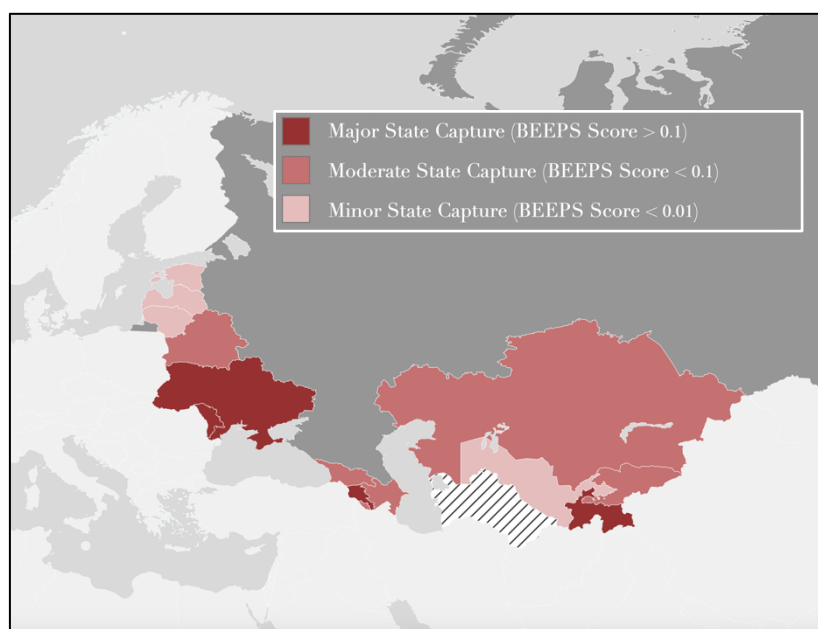 Major State Capture (BEEPS Score > 0.1)
Moderate State Capture (BEEPS Score < 0.1)
Minor State Capture (BEEPS Score < 0.01)